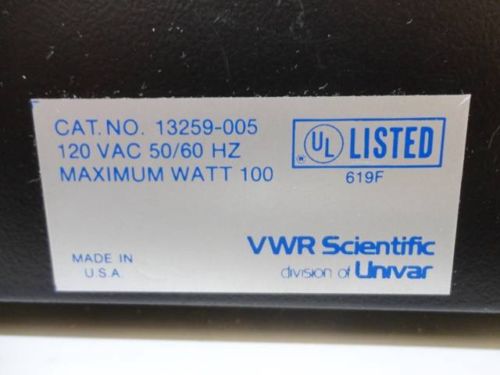 CAT. NO. 13259-005
120 VAC 50/60 HZ
MAXIMUM WATT 100
UL LISTED
®
619F
MADE IN
U.S.A.
VWR Scientific
division of Univar